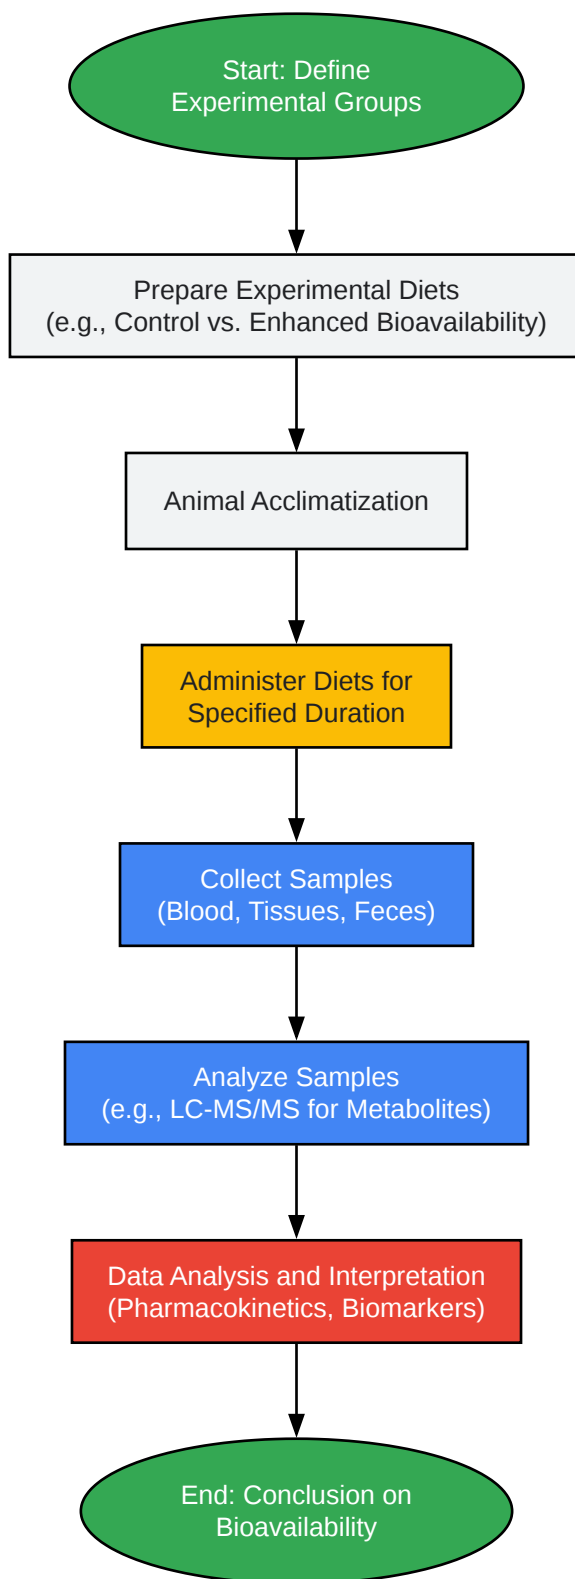 Start: Define
Experimental Groups
Prepare Experimental Diets
(e.g., Control vs. Enhanced Bioavailability)
Animal Acclimatization
Administer Diets for
Specified Duration
Collect Samples
(Blood, Tissues, Feces)
Analyze Samples
(e.g., LC-MS/MS for Metabolites)
Data Analysis and Interpretation
(Pharmacokinetics, Biomarkers)
End: Conclusion on
Bioavailability